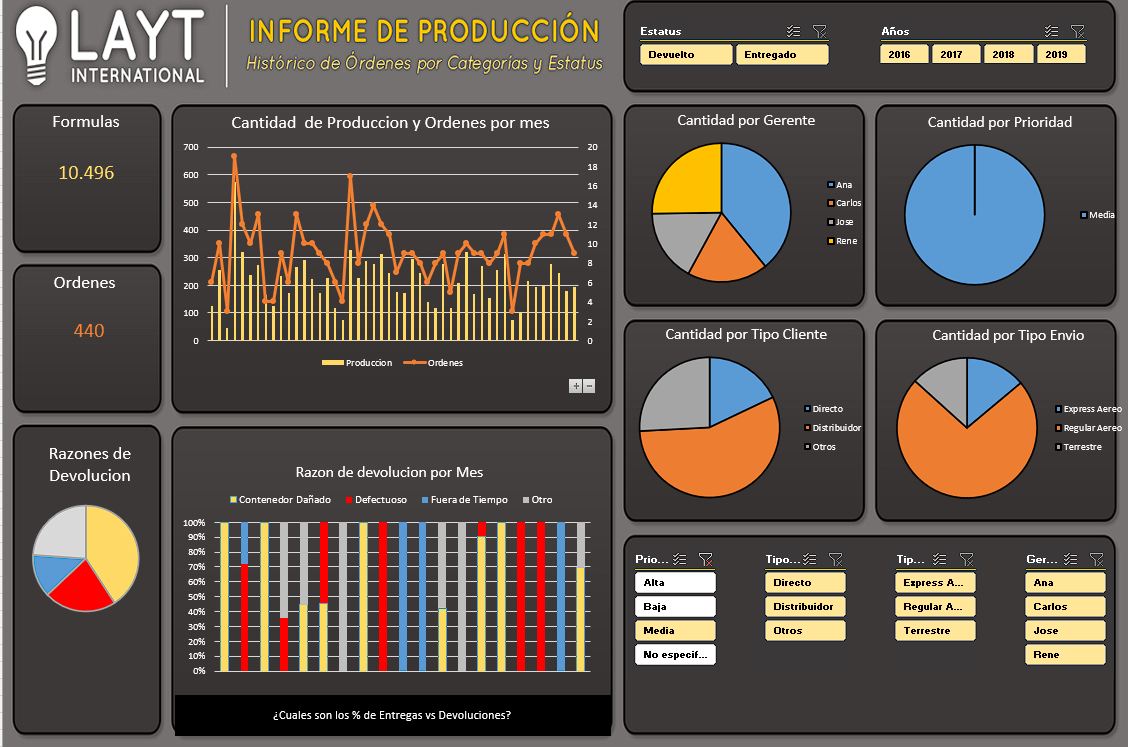 LAYT
INTERNATIONAL
INFORME DE PRODUCCIÓN
Histórico de Órdenes por Categorías y Estatus
Estatus
Devuelto
Entregado
Años
2016
2017
2018
2019
Formulas
10.496
Ordenes
440
Cantidad de Produccion y Ordenes por mes
700
600
500
400
300
200
100
0
20
18
16
14
12
10
8
6
4
2
0
Produccion
Ordenes
+
−
Cantidad por Gerente
Ana
Carlos
Jose
Rene
Cantidad por Prioridad
Media
Cantidad por Tipo Cliente
Directo
Distribuidor
Otros
Cantidad por Tipo Envio
Express Aereo
Regular Aereo
Terrestre
Razones de
Devolucion
Razon de devolucion por Mes
Contenedor Dañado
Defectuoso
Fuera de Tiempo
Otro
100%
90%
80%
70%
60%
50%
40%
30%
20%
10%
0%
¿Cuales son los % de Entregas vs Devoluciones?
Prio...
Alta
Baja
Media
No especif...
Tipo...
Directo
Distribuidor
Otros
Tip...
Express A...
Regular A...
Terrestre
Ger...
Ana
Carlos
Jose
Rene